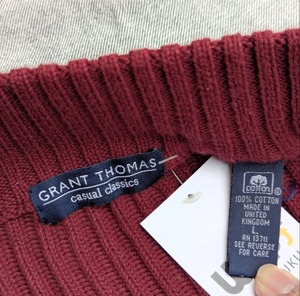 GRANT THOMAS
casual classics
COTTON
100% COTTON
MADE IN
UNITED
KINGDOM
L
RN 13711
SEE REVERSE
FOR CARE